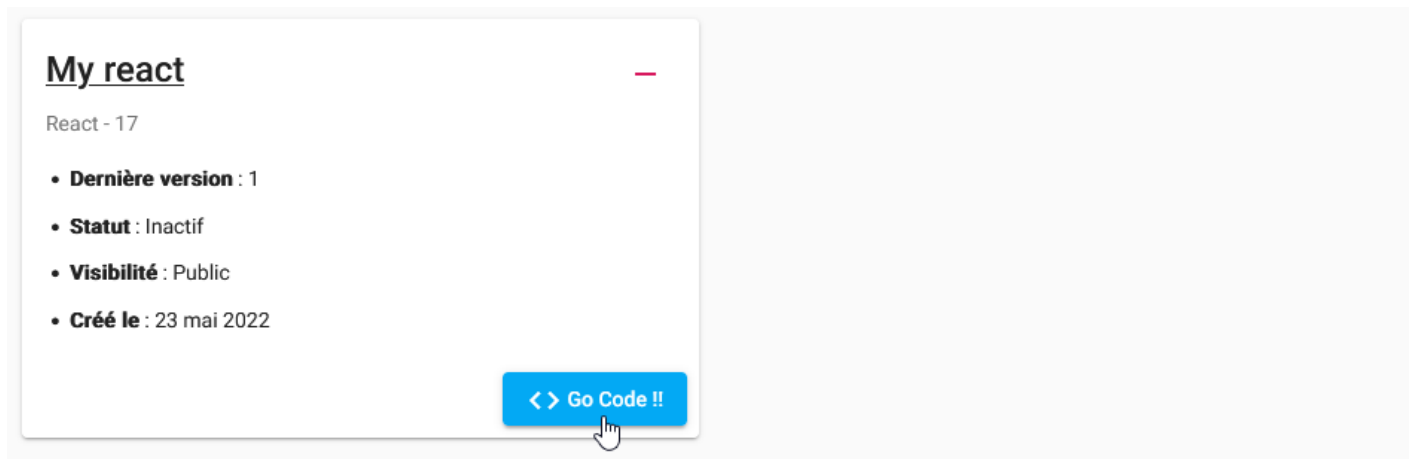 My react
React - 17
• Dernière version : 1
• Statut : Inactif
• Visibilité : Public
• Créé le : 23 mai 2022
<> Go Code !!